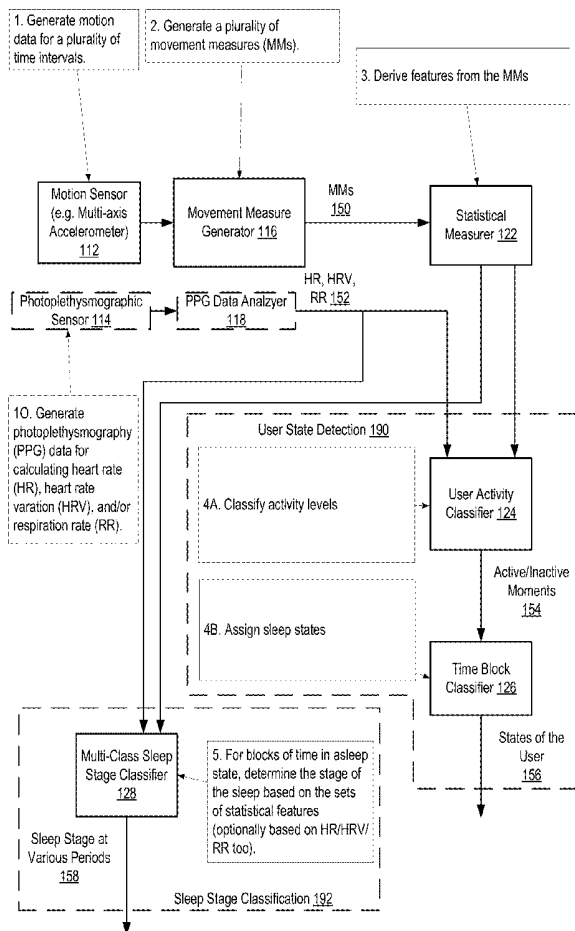 1. Generate motion
data for a plurality of
time intervals.
2. Generate a plurality of
movement measures (MMs).
3. Derive features from the MMs
Motion Sensor
(e.g. Multi-axis
Accelerometer)
112
Movement Measure
Generator 116
MMs
150
Statistical
Measurer 122
Photoplethysmographic
Sensor 114
PPG Data Analzyer
118
HR, HRV,
RR 152
10. Generate
photoplethysmography
(PPG) data for
calculating heart rate
(HR), heart rate
varation (HRV), and/or
respiration rate (RR).
User State Detection 190
4A. Classify activity levels
User Activity
Classifier 124
Active/Inactive
Moments
154
4B. Assign sleep states
Time Block
Classifier 126
States of the
User
156
Multi-Class Sleep
Stage Classifier
128
5. For blocks of time in asleep
state, determine the stage of
the sleep based on the sets
of statistical features
(optionally based on HR/HRV/
RR too).
Sleep Stage at
Various Periods
158
Sleep Stage Classification 192